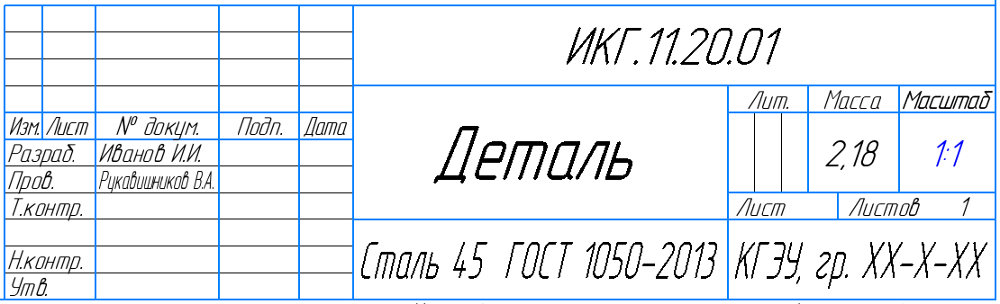 ИКГ.11.20.01
Лит. Масса Масштаб
Изм. Лист № докум. Подп. Дата
Разраб. Иванов И.И.
Деталь
2,18 1:1
Пров. Рукавишников В.А.
Т.контр.
Лист Листов 1
Н.контр.
Утв.
Сталь 45 ГОСТ 1050-2013
КГЭУ, гр. ХХ-Х-ХХ